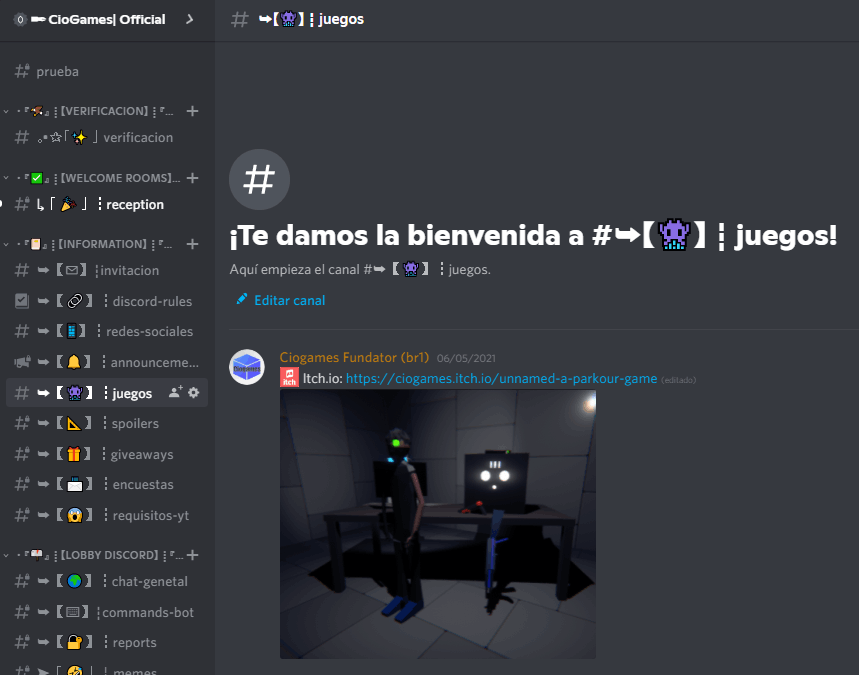 CioGames| Official
prueba
[VERIFICACION]
verificacion
[WELCOME ROOMS]...
reception
[INFORMATION]
invitacion
discord-rules
redes-sociales
announceme...
juegos
spoilers
giveaways
encuestas
requisitos-yt
[LOBBY DISCORD]
chat-genetal
commands-bot
reports
memes
# ➥【👾】┇juegos
¡Te damos la bienvenida a #➥【👾】┇juegos!
Aquí empieza el canal #➥【👾】┇juegos.
Editar canal
Ciogames Fundator (br1) 06/05/2021
itch Itch.io: https://ciogames.itch.io/unnamed-a-parkour-game (editado)